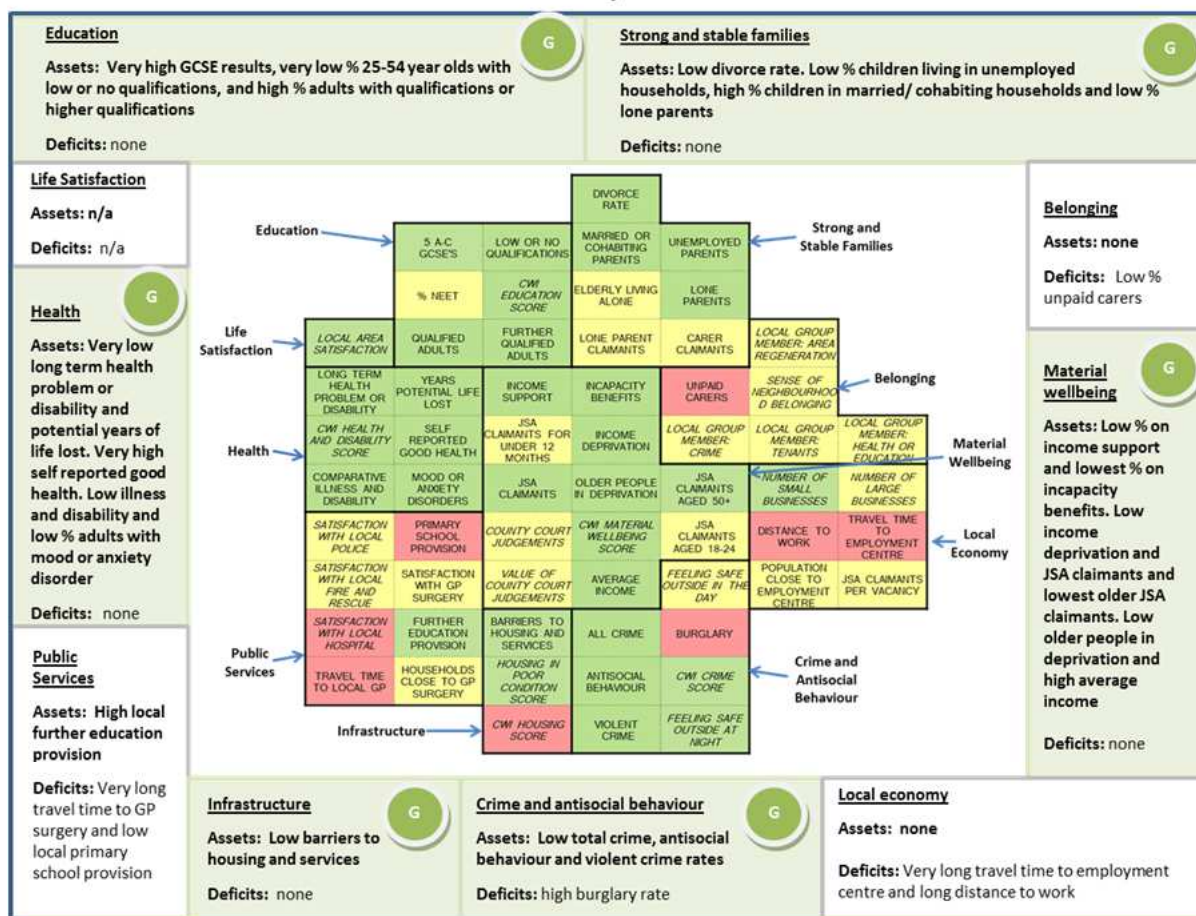 Education
G
Assets: Very high GCSE results, very low % 25-54 year olds with
low or no qualifications, and high % adults with qualifications or
higher qualifications
Deficits: none
Strong and stable families
G
Assets: Low divorce rate. Low % children living in unemployed
households, high % children in married/ cohabiting households and low %
lone parents
Deficits: none
Life Satisfaction
Assets: n/a
Deficits: n/a
Health
G
Assets: Very low
long term health
problem or
disability and
potential years of
life lost. Very high
self reported good
health. Low illness
and disability and
low % adults with
mood or anxiety
disorder
Deficits: none
Public
Services
Assets: High local
further education
provision
Deficits: Very long
travel time to GP
surgery and low
local primary
school provision
Education
Life
Satisfaction
Health
Public
Services
Infrastructure
Strong and
Stable Families
Belonging
Material
Wellbeing
Local
Economy
Crime and
Antisocial
Behaviour
DIVORCE
RATE
5 A-C
GCSE'S
LOW OR NO
QUALIFICATIONS
MARRIED OR
COHABITING
PARENTS
UNEMPLOYED
PARENTS
% NEET
CWI
EDUCATION
SCORE
ELDERLY LIVING
ALONE
LONE
PARENTS
LOCAL AREA
SATISFACTION
QUALIFIED
ADULTS
FURTHER
QUALIFIED
ADULTS
LONE PARENT
CLAIMANTS
CARER
CLAIMANTS
LOCAL GROUP
MEMBER: AREA
REGENERATION
LONG TERM
HEALTH
PROBLEM OR
DISABILITY
YEARS
POTENTIAL LIFE
LOST
INCOME
SUPPORT
INCAPACITY
BENEFITS
UNPAID
CARERS
SENSE OF
NEIGHBOURHOO
D BELONGING
CWI HEALTH
AND DISABILITY
SCORE
SELF
REPORTED
GOOD HEALTH
JSA
CLAIMANTS FOR
UNDER 12
MONTHS
INCOME
DEPRIVATION
LOCAL GROUP
MEMBER:
CRIME
LOCAL GROUP
MEMBER:
TENANTS
LOCAL GROUP
MEMBER:
HEALTH OR
EDUCATION
COMPARATIVE
ILLNESS AND
DISABILITY
MOOD OR
ANXIETY
DISORDERS
JSA
CLAIMANTS
OLDER PEOPLE
IN DEPRIVATION
JSA
CLAIMANTS
AGED 50+
NUMBER OF
SMALL
BUSINESSES
NUMBER OF
LARGE
BUSINESSES
SATISFACTION
WITH LOCAL
POLICE
PRIMARY
SCHOOL
PROVISION
COUNTY COURT
JUDGEMENTS
CWI MATERIAL
WELLBEING
SCORE
JSA
CLAIMANTS
AGED 18-24
DISTANCE TO
WORK
TRAVEL TIME
TO
EMPLOYMENT
CENTRE
SATISFACTION
WITH LOCAL
FIRE AND
RESCUE
SATISFACTION
WITH GP
SURGERY
VALUE OF
COUNTY COURT
JUDGEMENTS
AVERAGE
INCOME
FEELING SAFE
OUTSIDE IN THE
DAY
POPULATION
CLOSE TO
EMPLOYMENT
CENTRE
JSA CLAIMANTS
PER VACANCY
SATISFACTION
WITH LOCAL
HOSPITAL
FURTHER
EDUCATION
PROVISION
BARRIERS TO
HOUSING AND
SERVICES
ALL CRIME
BURGLARY
TRAVEL TIME
TO LOCAL GP
HOUSEHOLDS
CLOSE TO GP
SURGERY
HOUSING IN
POOR
CONDITION
SCORE
ANTISOCIAL
BEHAVIOUR
CWI CRIME
SCORE
CWI HOUSING
SCORE
VIOLENT
CRIME
FEELING SAFE
OUTSIDE AT
NIGHT
Belonging
Assets: none
Deficits: Low %
unpaid carers
Material
wellbeing
G
Assets: Low % on
income support
and lowest % on
incapacity
benefits. Low
income
deprivation and
JSA claimants and
lowest older JSA
claimants. Low
older people in
deprivation and
high average
income
Deficits: none
Infrastructure
G
Assets: Low barriers to
housing and services
Deficits: none
Crime and antisocial behaviour
G
Assets: Low total crime, antisocial
behaviour and violent crime rates
Deficits: high burglary rate
Local economy
Assets: none
Deficits: Very long travel time to employment
centre and long distance to work